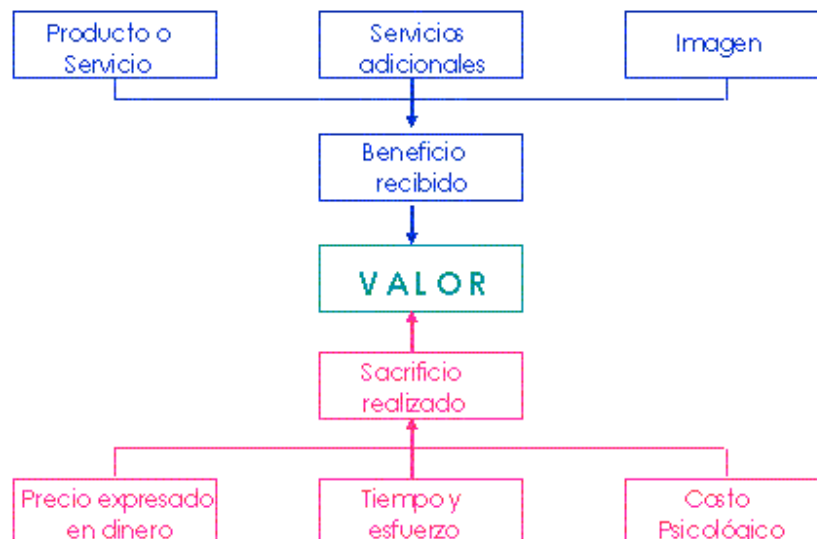 Producto o
Servicio
Servicios
adicionales
Imagen
Beneficio
recibido
VALOR
Sacrificio
realizado
Precio expresado
en dinero
Tiempo y
esfuerzo
Costo
Psicológico